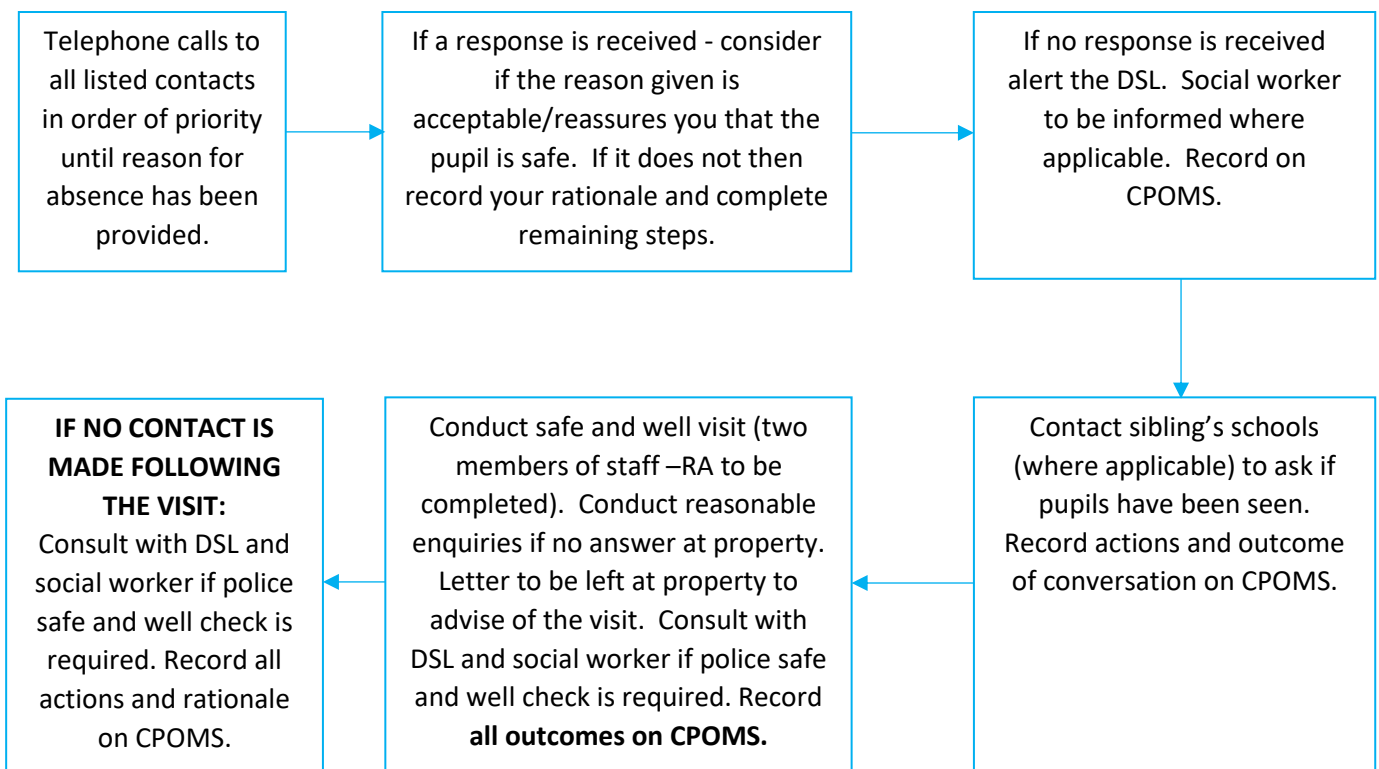 Telephone calls to
all listed contacts
in order of priority
until reason for
absence has been
provided.
If a response is received - consider
if the reason given is
acceptable/reassures you that the
pupil is safe.  If it does not then
record your rationale and complete
remaining steps.
If no response is received
alert the DSL.  Social worker
to be informed where
applicable.  Record on
CPOMS.
Contact sibling’s schools
(where applicable) to ask if
pupils have been seen.
Record actions and outcome
of conversation on CPOMS.
Conduct safe and well visit (two
members of staff –RA to be
completed).  Conduct reasonable
enquiries if no answer at property.
Letter to be left at property to
advise of the visit.  Consult with
DSL and social worker if police safe
and well check is required. Record
all outcomes on CPOMS.
IF NO CONTACT IS
MADE FOLLOWING
THE VISIT:
Consult with DSL and
social worker if police
safe and well check is
required. Record all
actions and rationale
on CPOMS.